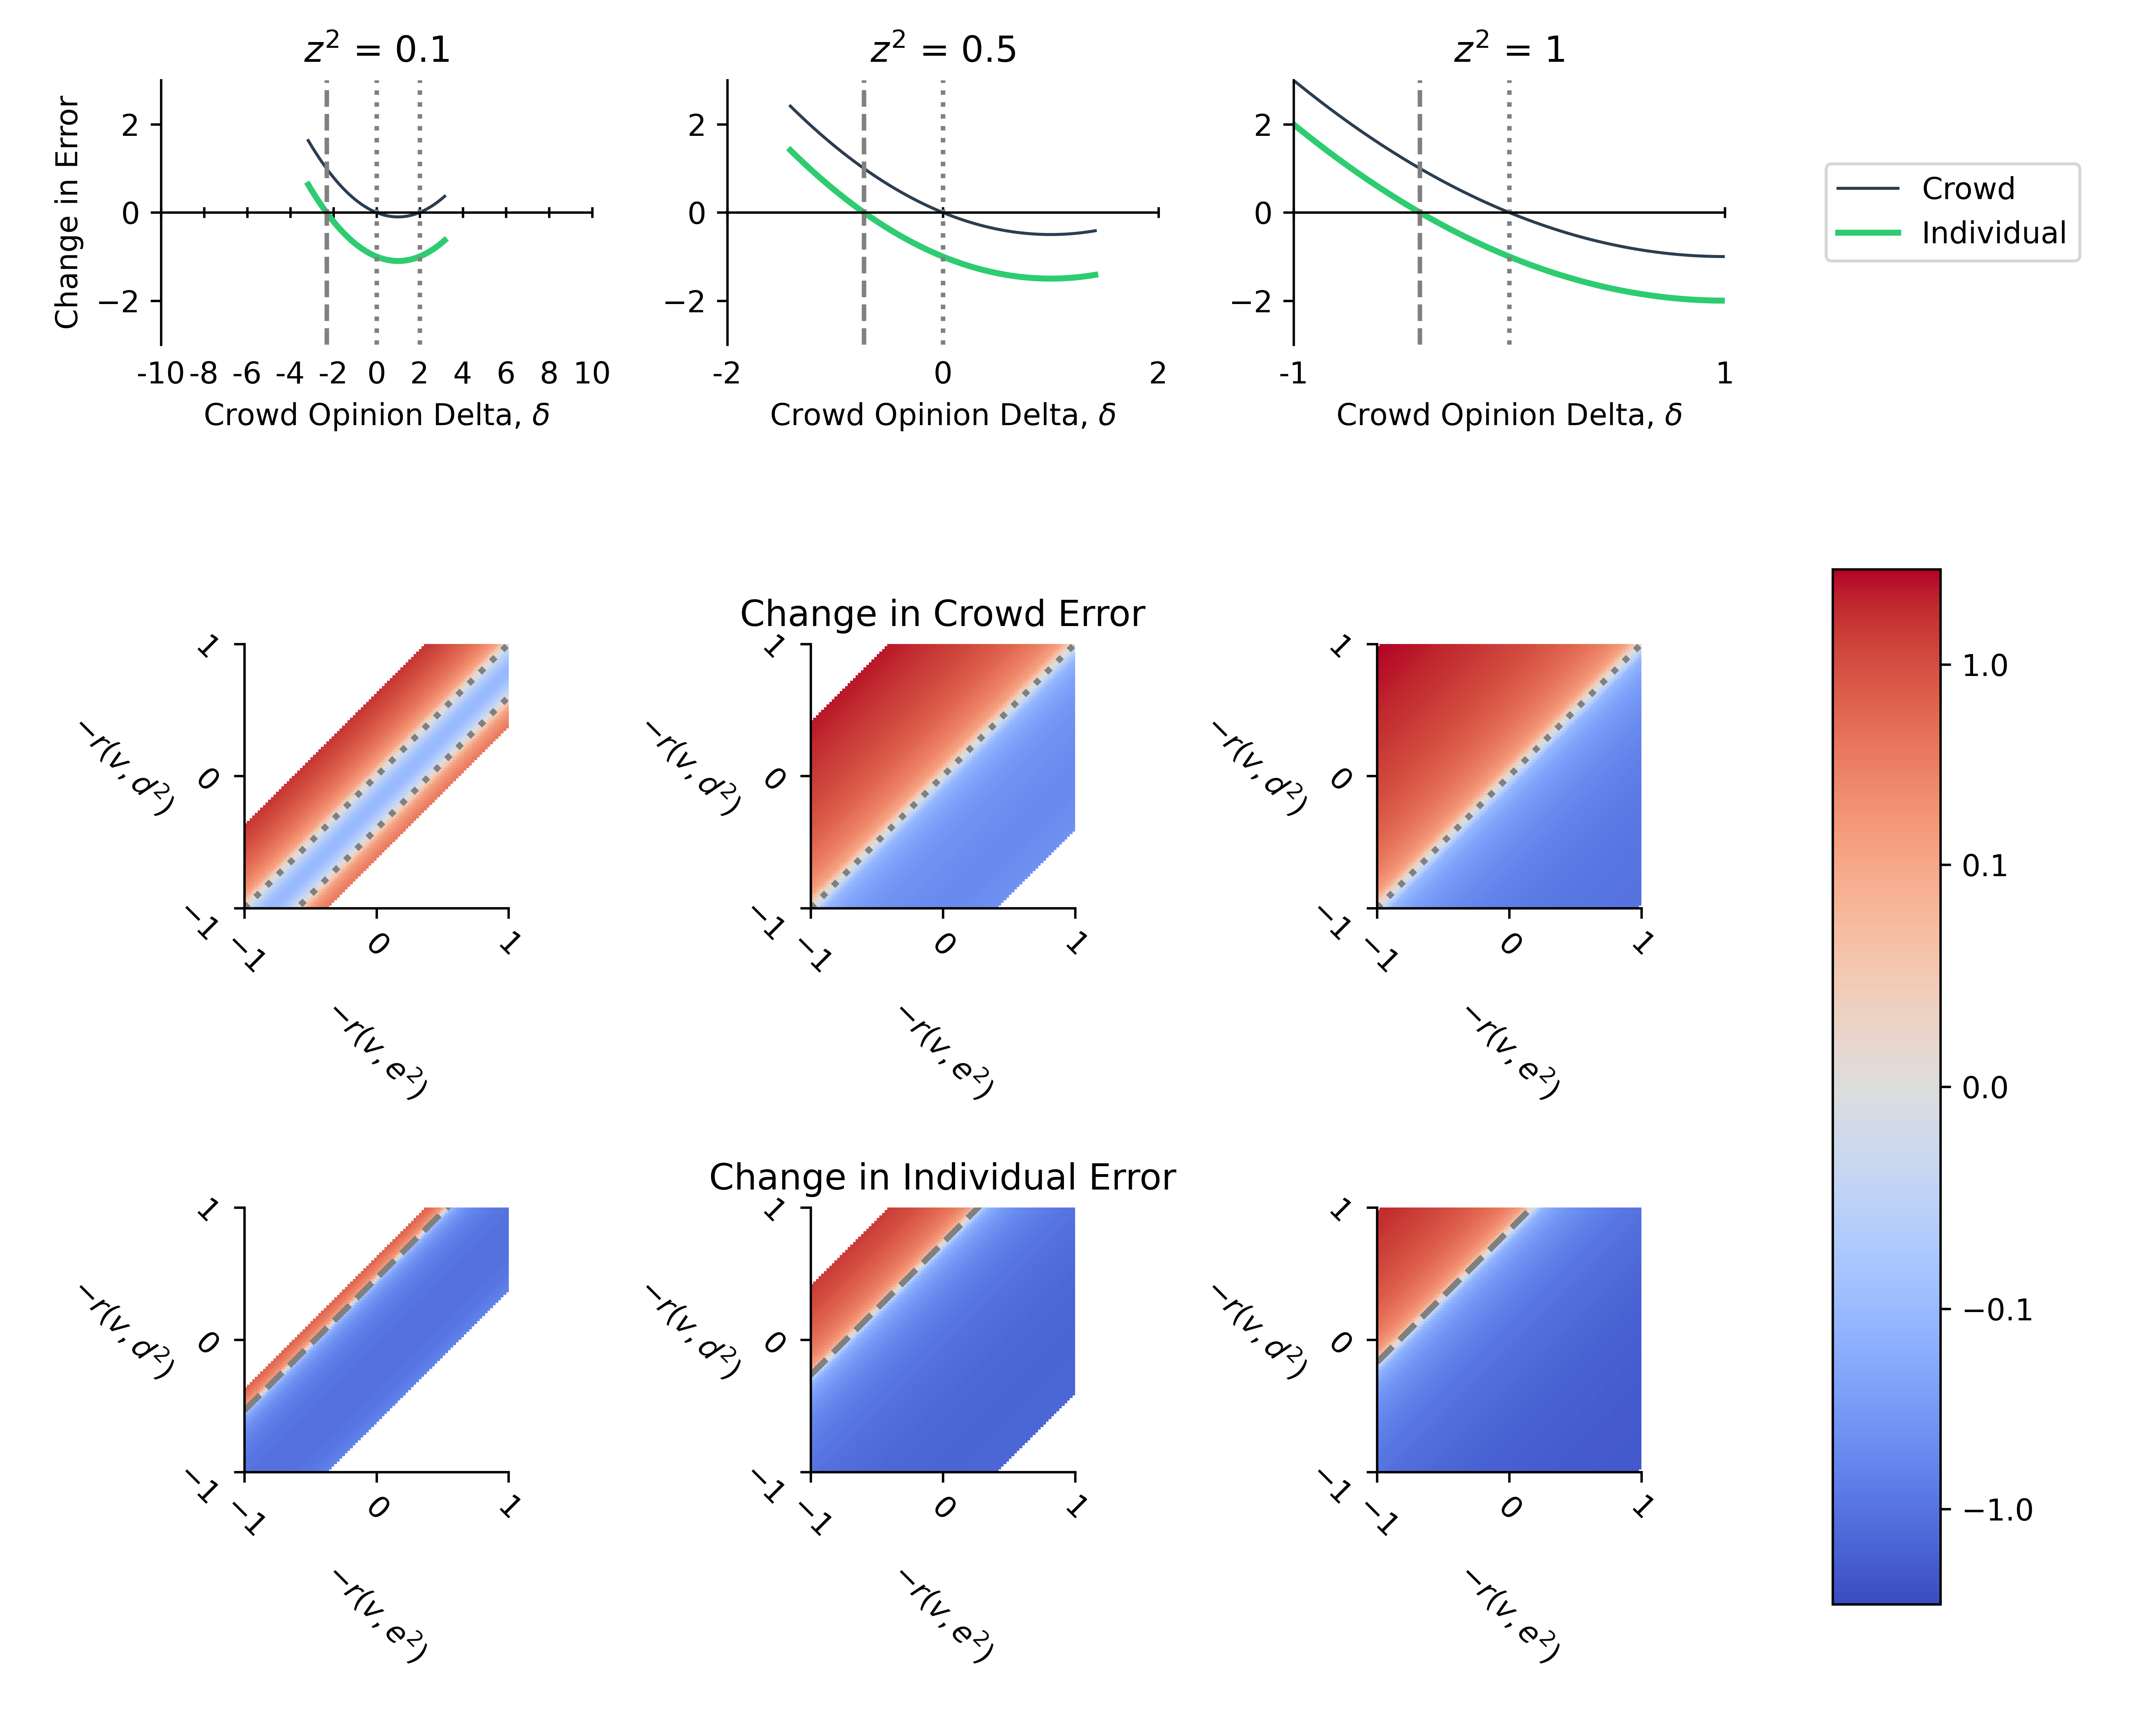 z² = 0.1
z² = 0.5
z² = 1
Change in Error
2
0
−2
-10
-8
-6
-4
-2
0
2
4
6
8
10
Crowd Opinion Delta, δ
2
0
−2
-2
0
2
Crowd Opinion Delta, δ
2
0
−2
-1
1
Crowd Opinion Delta, δ
Crowd
Individual
Change in Crowd Error
−r(v, d²)
1
0
−1
−1
0
1
−r(v, e²)
−r(v, d²)
1
0
−1
−1
0
1
−r(v, e²)
−r(v, d²)
1
0
−1
−1
0
1
−r(v, e²)
Change in Individual Error
−r(v, d²)
1
0
−1
−1
0
1
−r(v, e²)
−r(v, d²)
1
0
−1
−1
0
1
−r(v, e²)
−r(v, d²)
1
0
−1
−1
0
1
−r(v, e²)
1.0
0.1
0.0
−0.1
−1.0